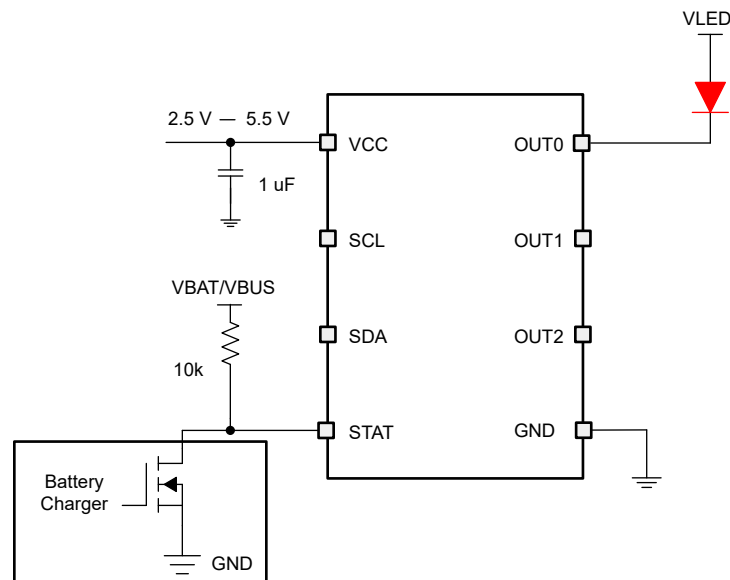 VLED
2.5 V — 5.5 V
VCC
OUT0
1 uF
SCL
OUT1
VBAT/VBUS
SDA
OUT2
10k
STAT
GND
Battery
Charger
GND